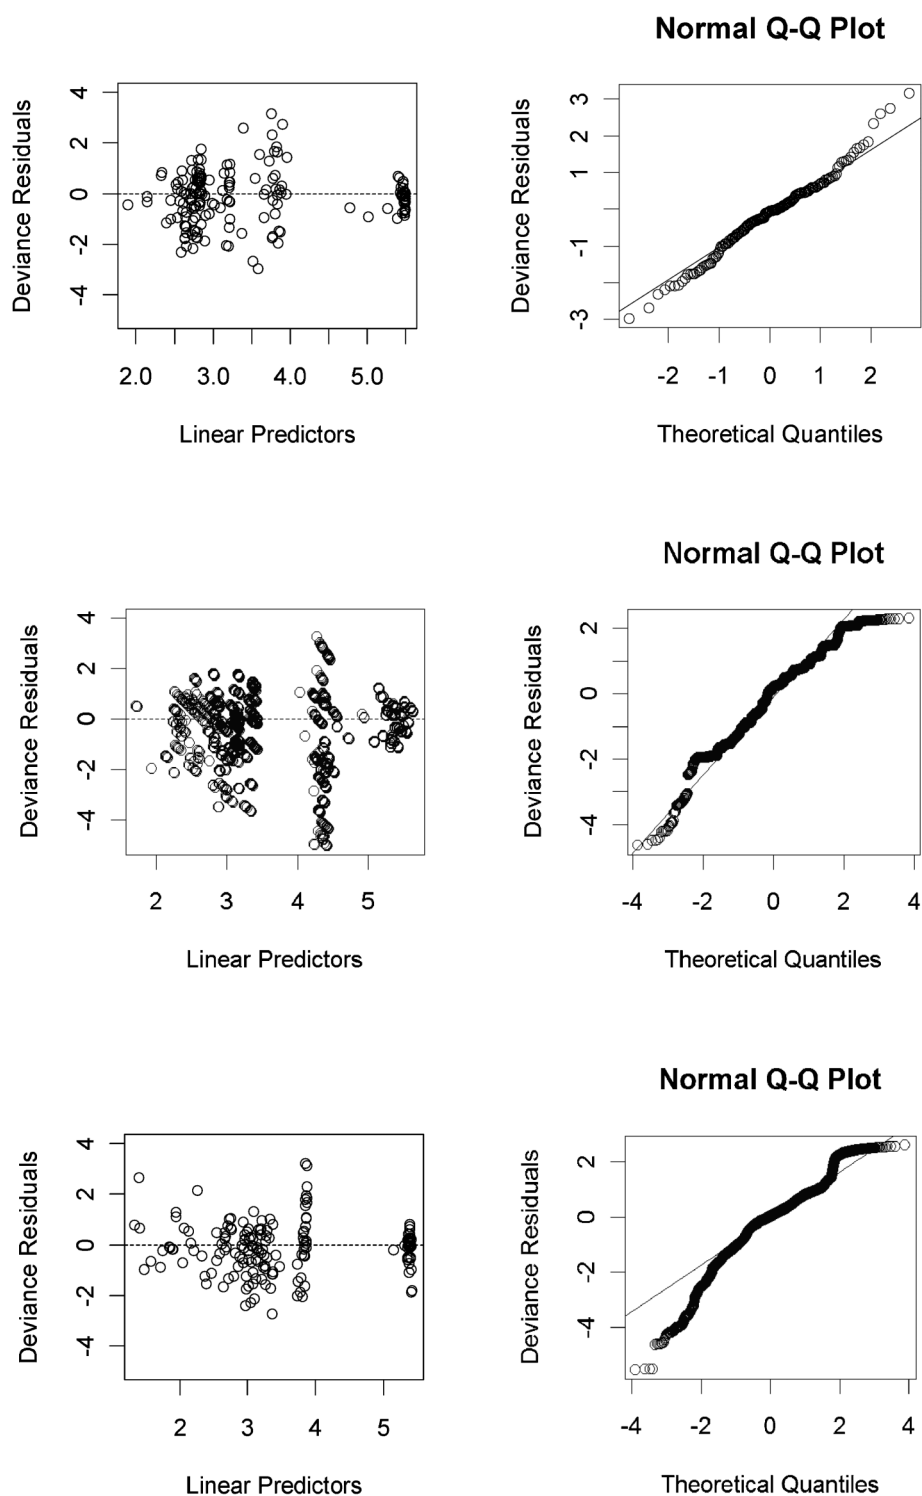 Normal Q-Q Plot
Deviance Residuals
4
2
0
-2
-4
2.0 3.0 4.0 5.0
Linear Predictors
Deviance Residuals
3
2
1
-1
-3
-2 -1 0 1 2
Theoretical Quantiles
Normal Q-Q Plot
Deviance Residuals
4
2
0
-2
-4
2 3 4 5
Linear Predictors
Deviance Residuals
2
0
-2
-4
-4 -2 0 2 4
Theoretical Quantiles
Normal Q-Q Plot
Deviance Residuals
4
2
0
-2
-4
2 3 4 5
Linear Predictors
Deviance Residuals
2
0
-2
-4
-4 -2 0 2 4
Theoretical Quantiles